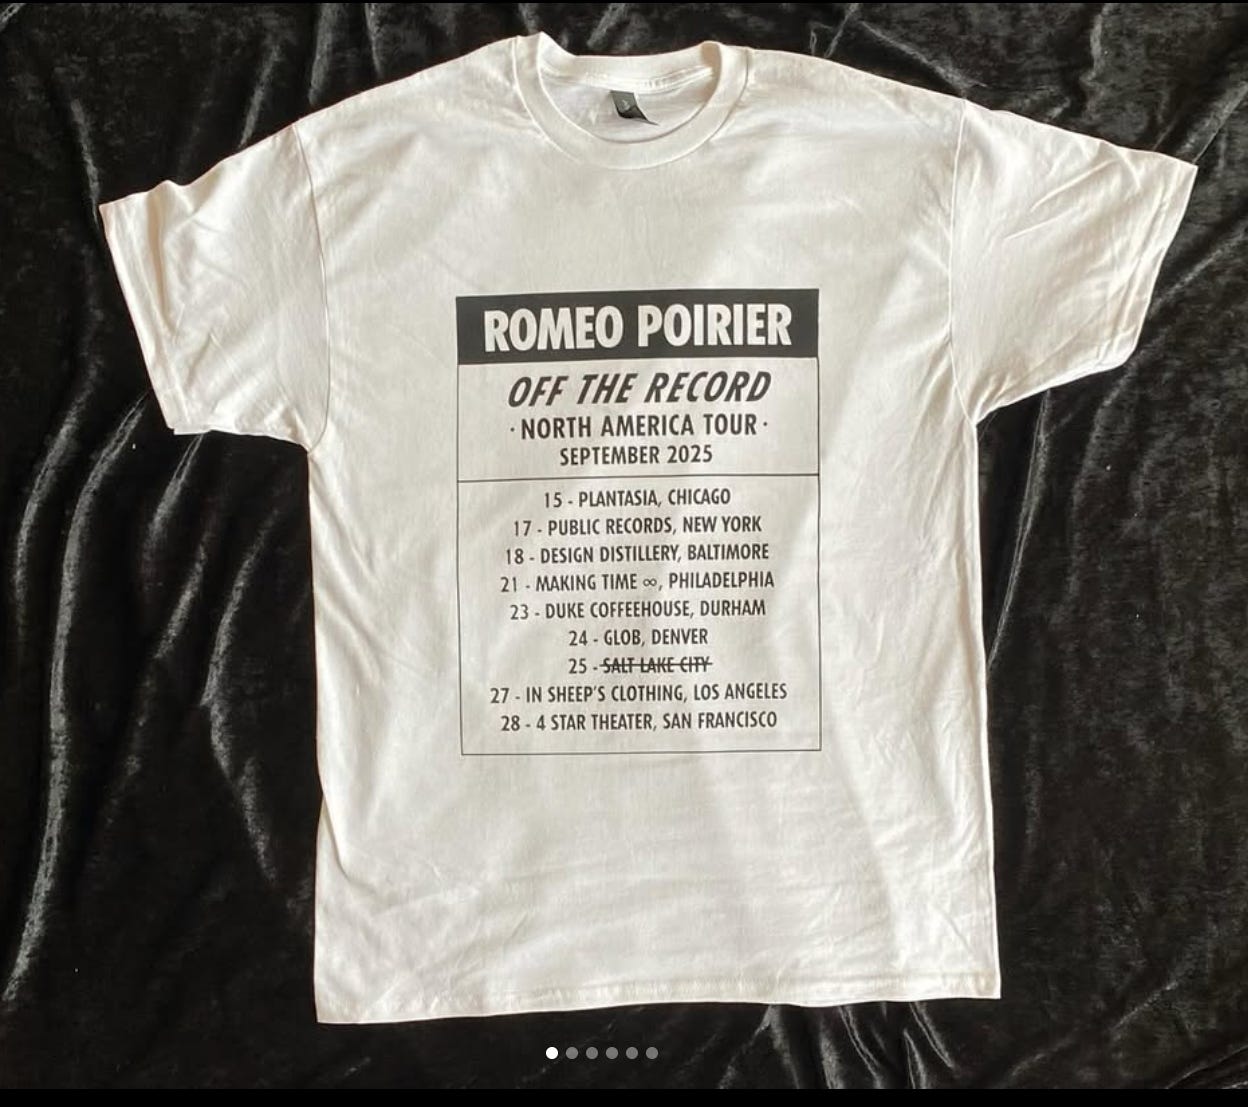 ROMEO POIRIER
OFF THE RECORD
· NORTH AMERICA TOUR ·
SEPTEMBER 2025
15 - PLANTASIA, CHICAGO
17 - PUBLIC RECORDS, NEW YORK
18 - DESIGN DISTILLERY, BALTIMORE
21 - MAKING TIME ∞, PHILADELPHIA
23 - DUKE COFFEEHOUSE, DURHAM
24 - GLOB, DENVER
25 - SALT LAKE CITY
27 - IN SHEEP'S CLOTHING, LOS ANGELES
28 - 4 STAR THEATER, SAN FRANCISCO